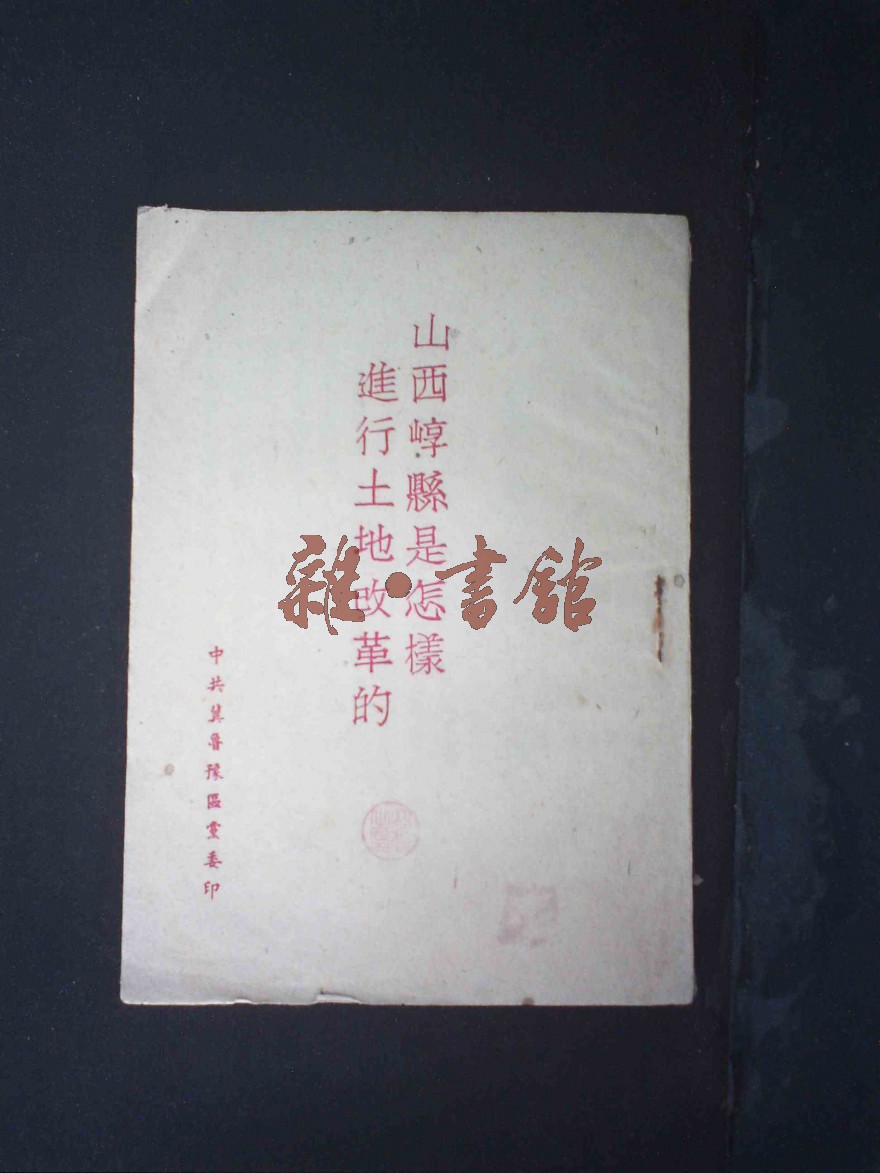 山西崞縣是怎樣
進行土地改革的
中共冀魯豫區黨委印
雜·書館